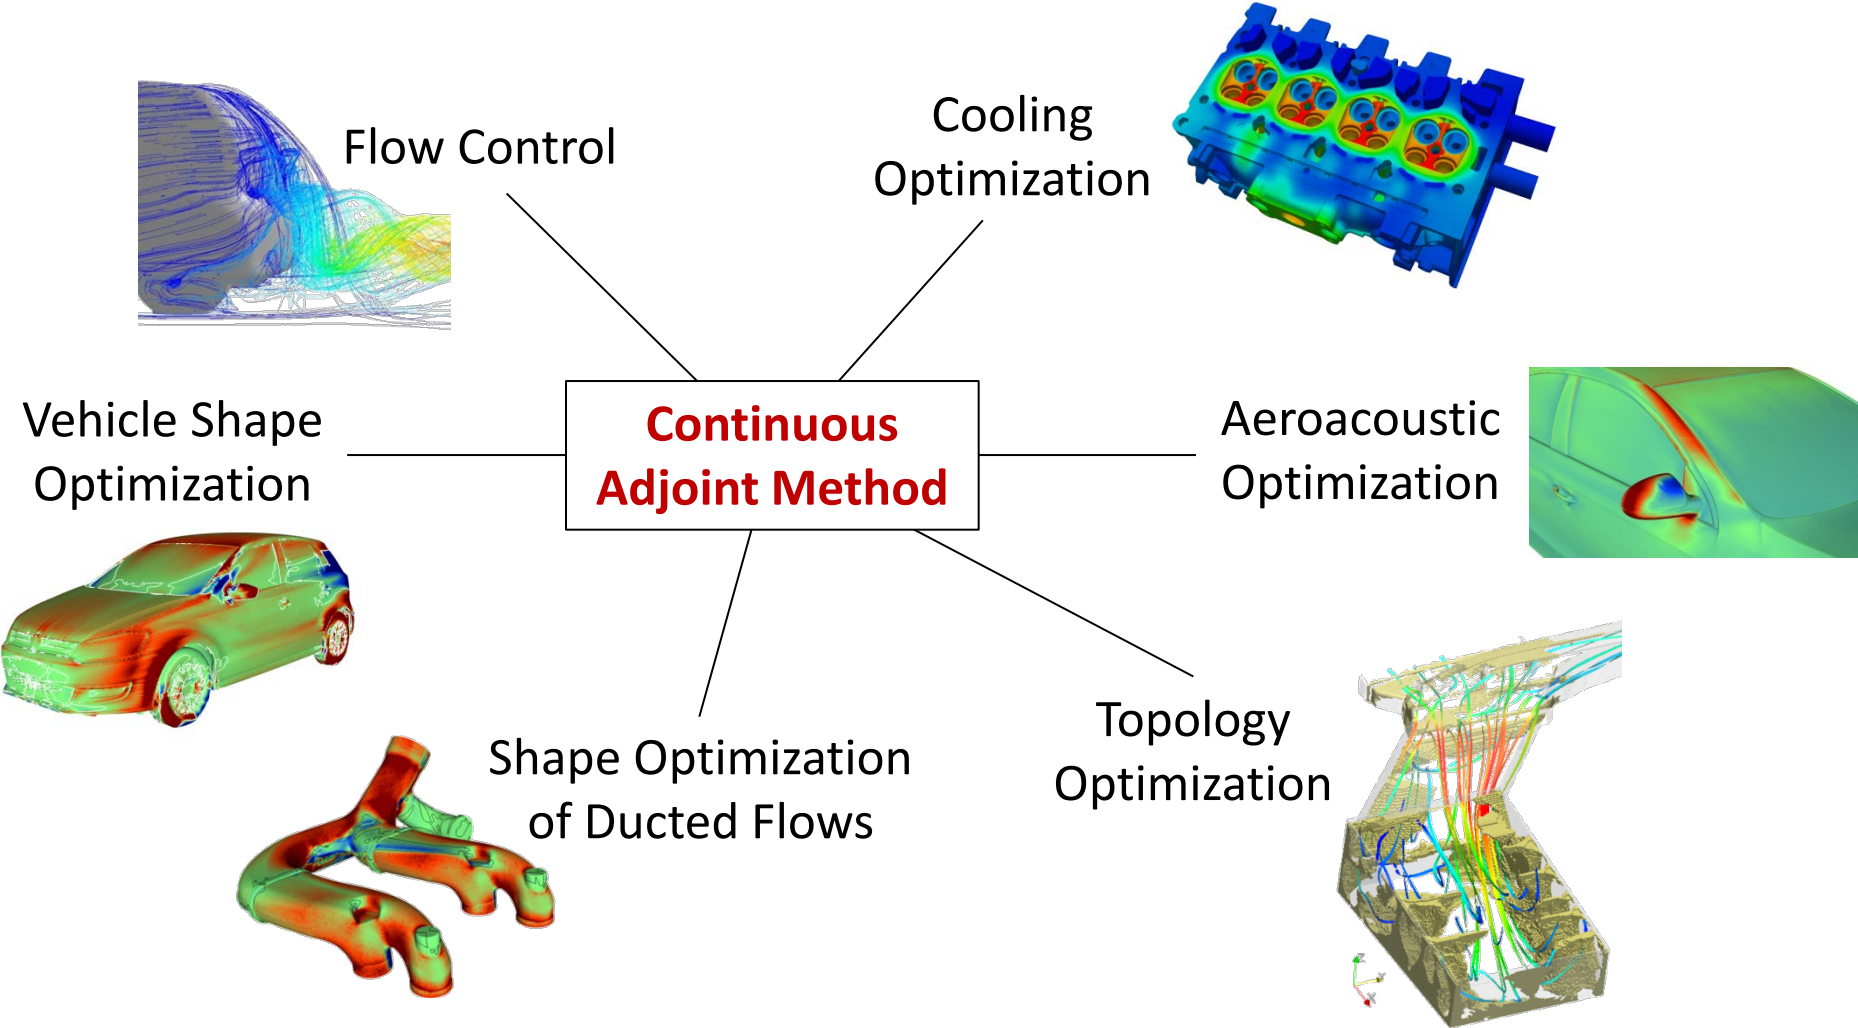 Flow Control
Cooling
Optimization
Vehicle Shape
Optimization
Continuous
Adjoint Method
Aeroacoustic
Optimization
Shape Optimization
of Ducted Flows
Topology
Optimization
Z
Y
X